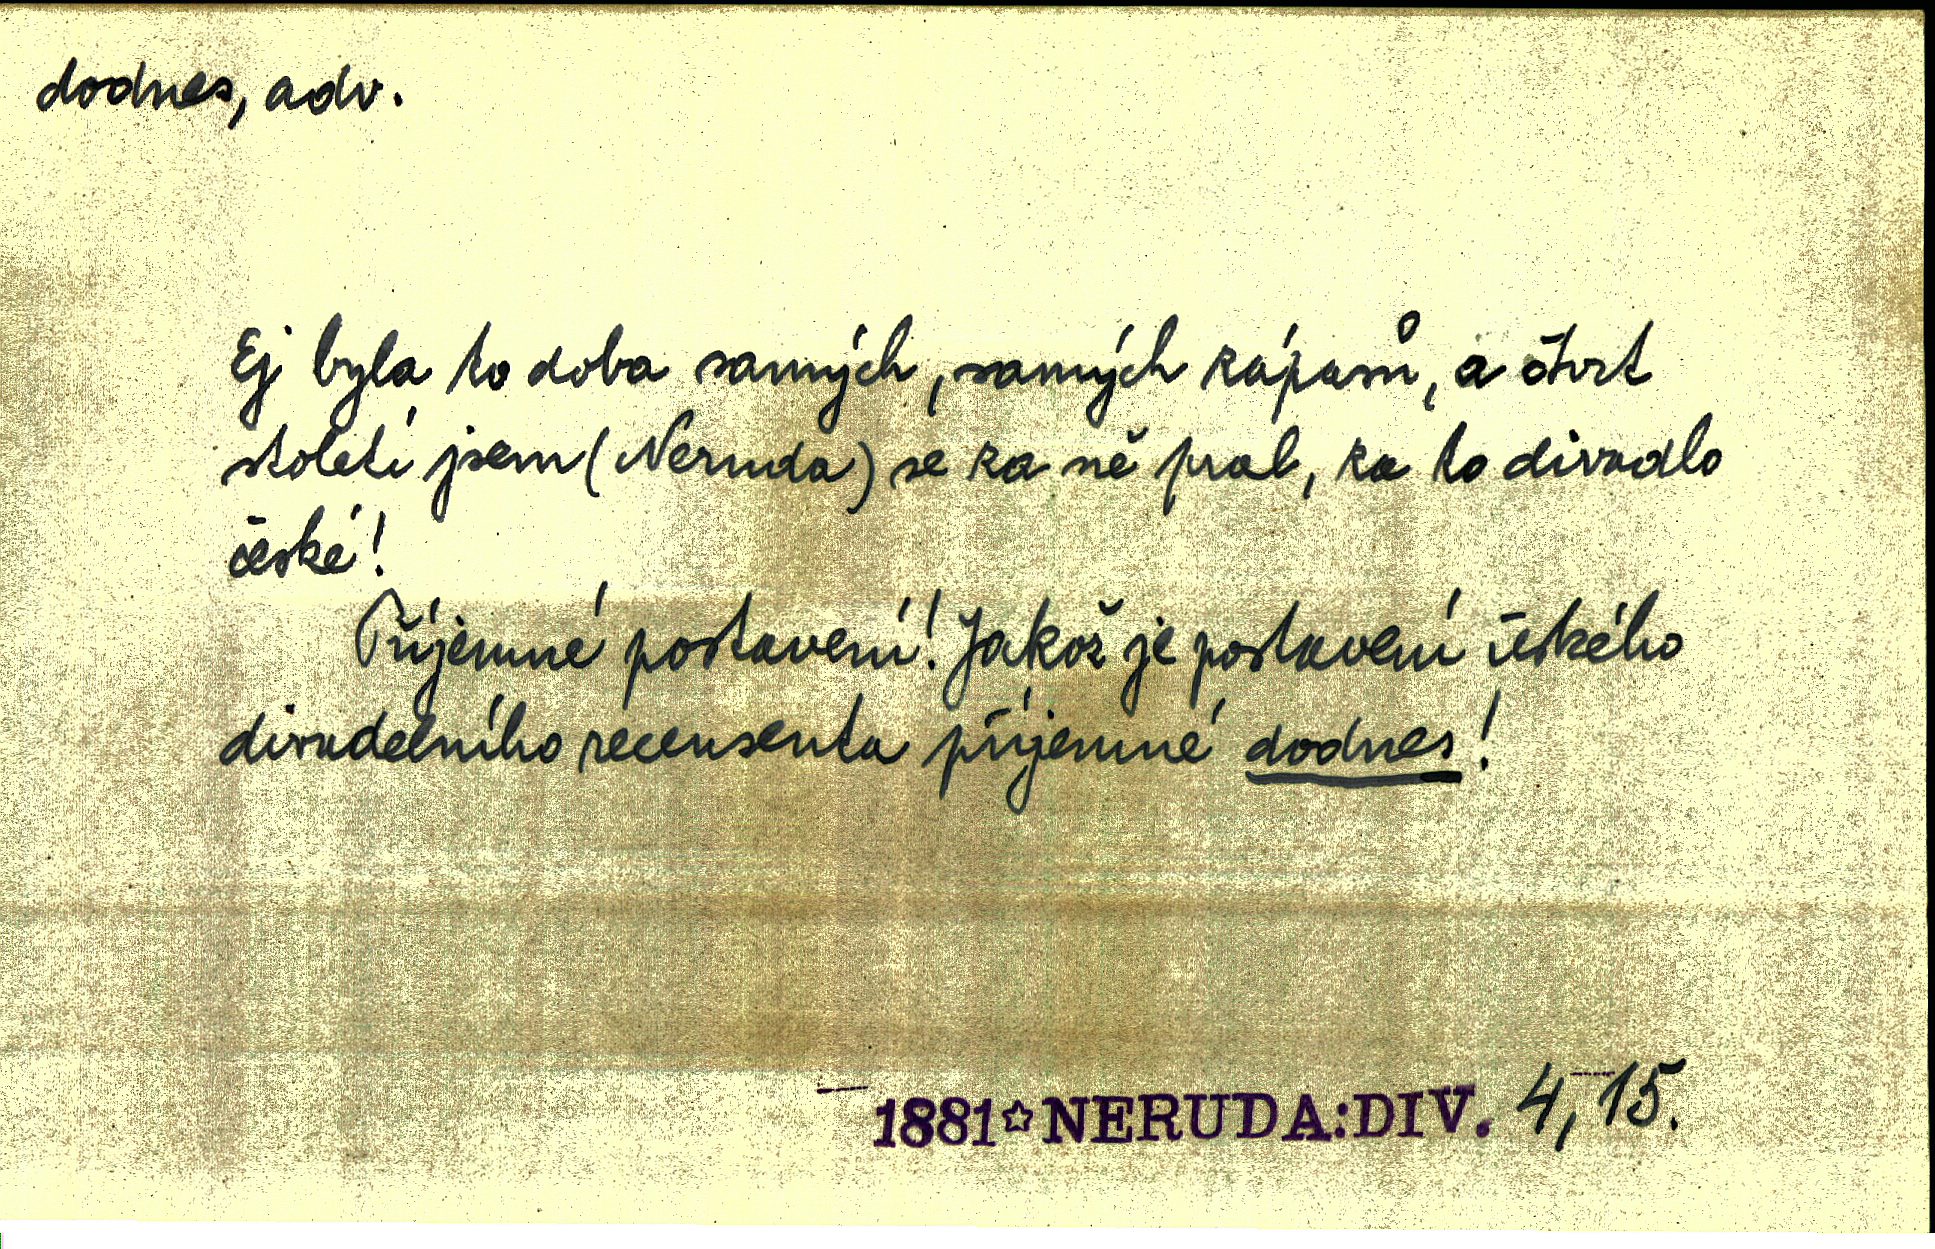 dodnes, adv.
Ej byla to doba samých, samých zápasů, a čtvrt
století jsem (Neruda) se za ně pral, za to divadlo
české!
Příjemné postavení! Jakož je postavení českého
divadelního recensenta příjemné dodnes!
1881☆NERUDA:DIV. 4, 15.